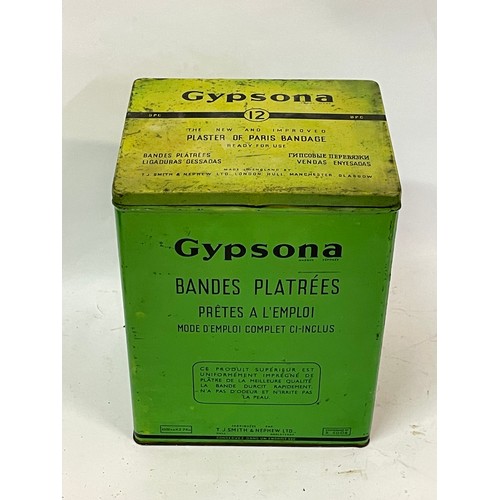 Gypsona
BPC 12 BPC
THE NEW AND IMPROVED
PLASTER OF PARIS BANDAGE
READY FOR USE
BANDES PLATRÉES ГИПСОВЫЕ ПЕРЕВЯЗКИ
LIGADURAS GESSADAS VENDAS ENYESADAS
MADE IN ENGLAND BY
T.J. SMITH & NEPHEW LTD., LONDON, HULL, MANCHESTER, GLASGOW
Gypsona
BANDES PLATRÉES
PRÊTES A L'EMPLOI
MODE D'EMPLOI COMPLET CI-INCLUS
CE PRODUIT SUPÉRIEUR EST
UNIFORMÉMENT IMPRÉGNÉ DE
PLÂTRE DE LA MEILLEURE QUALITÉ
LA BANDE DURCIT RAPIDEMENT
N'A PAS D'ODEUR ET N'IRRITE PAS
LA PEAU.
PAR
T.J. SMITH & NEPHEW LTD.